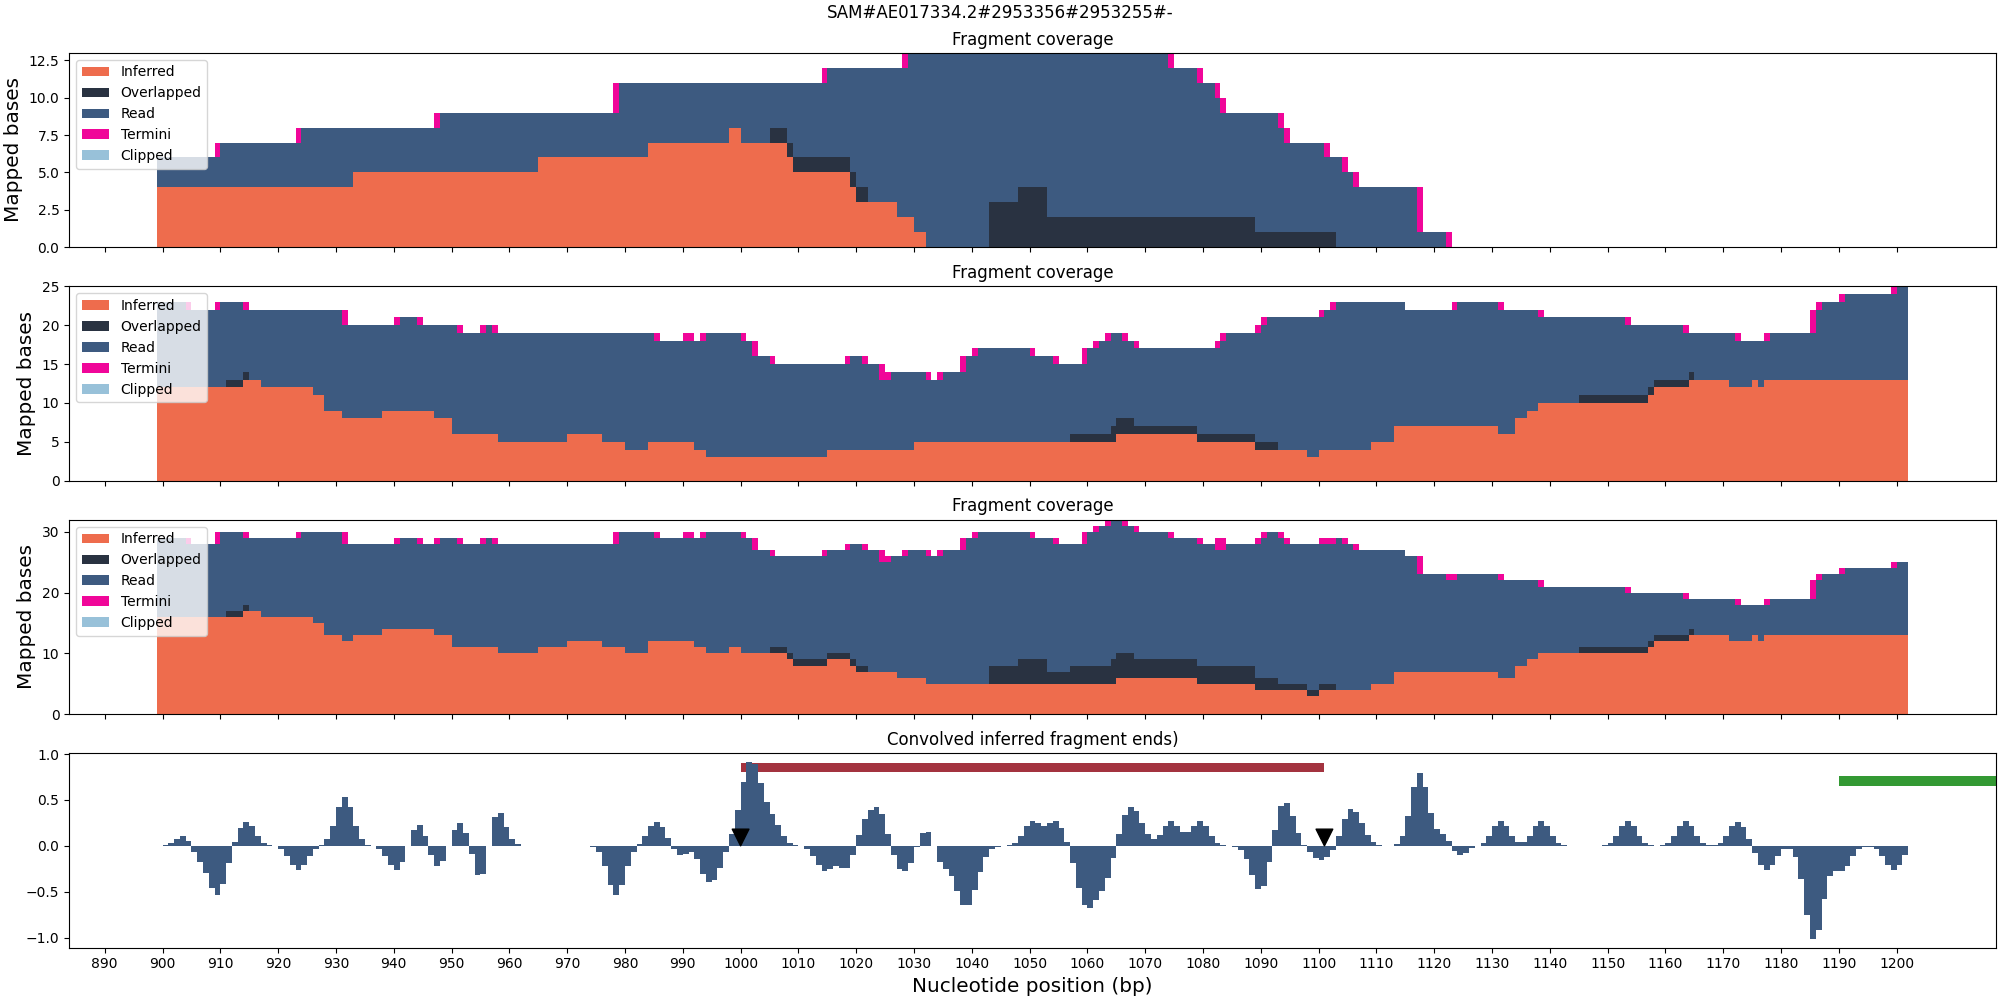 SAM#AE017334.2#2953356#2953255#-
Fragment coverage
12.5
10.0
7.5
5.0
2.5
0.0
Mapped bases
Inferred
Overlapped
Read
Termini
Clipped
Fragment coverage
25
20
15
10
5
0
Mapped bases
Inferred
Overlapped
Read
Termini
Clipped
Fragment coverage
30
20
10
0
Mapped bases
Inferred
Overlapped
Read
Termini
Clipped
Convolved inferred fragment ends)
1.0
0.5
0.0
−0.5
−1.0
890 900 910 920 930 940 950 960 970 980 990 1000 1010 1020 1030 1040 1050 1060 1070 1080 1090 1100 1110 1120 1130 1140 1150 1160 1170 1180 1190 1200
Nucleotide position (bp)